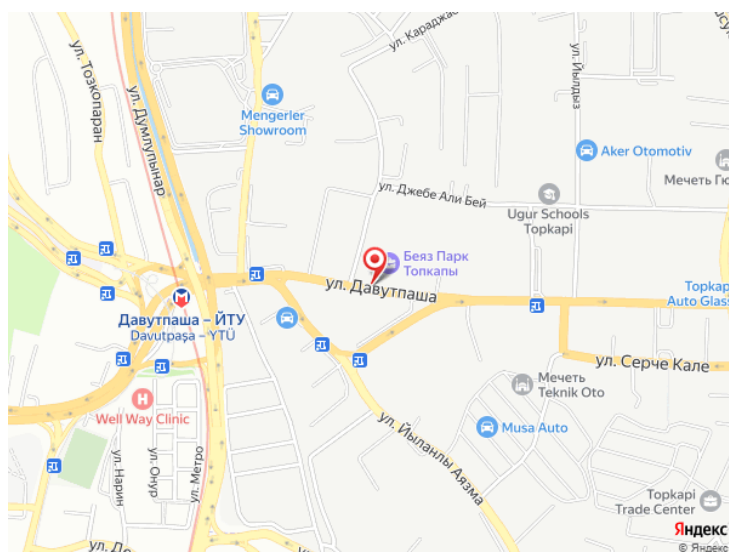 ул. Караджас
ул. Тозкопаран
ул. Думлупынар
Mengerler
Showroom
ул. Йылдыз
Aker Otomotiv
Мечеть Гю
ул. Джебе Али Бей
Ugur Schools
Topkapi
Беяз Парк
Топкапы
ул. Давутпаша
Topkap
Auto Glass
Давутпаша – ЙТУ
Davutpaşa – YTÜ
ул. Серче Кале
Мечеть
Teknik Oto
Well Way Clinic
Musa Auto
ул. Йыланлы Аязма
ул. Нарин
ул. Онур
ул. Метро
Topkapi
Trade Center
Яндекс
© Яндекс